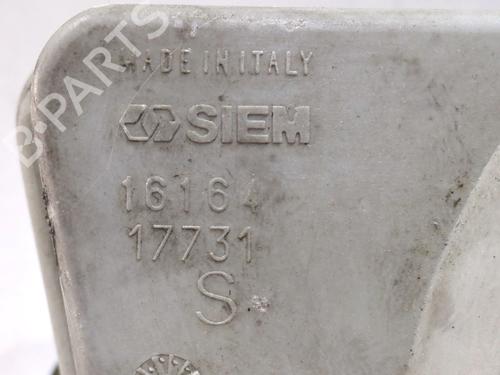 MADE IN ITALY
SIEM
16164
17731
S
B-PARTS